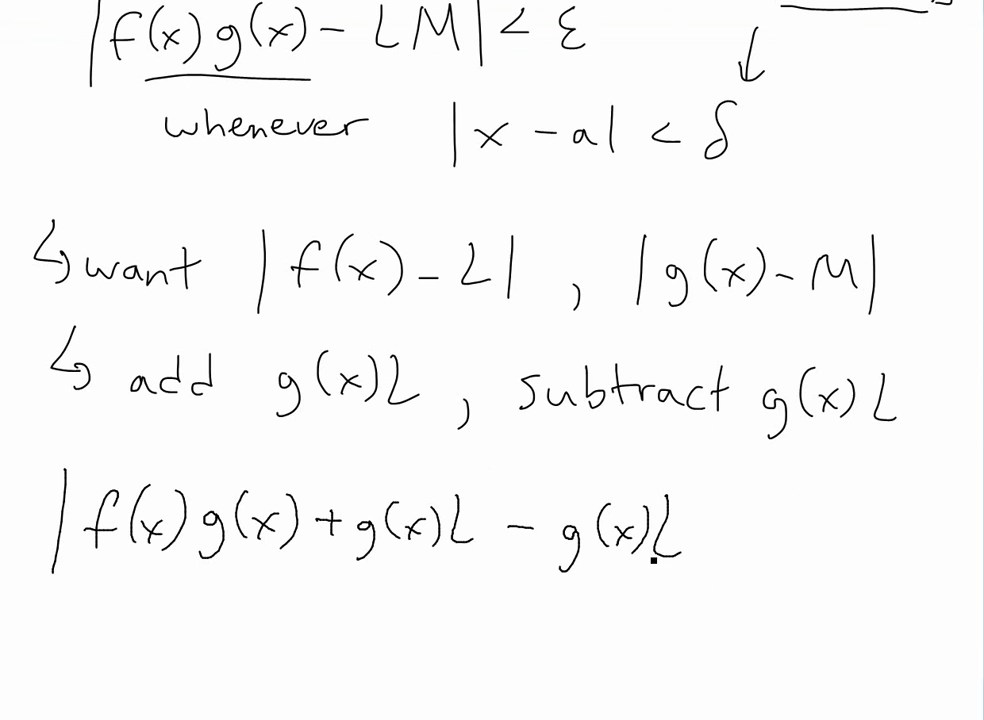 |f(x)g(x) - LM| < ε
whenever |x - a| < δ
↳ want |f(x) - L| , |g(x) - M|
↳ add g(x)L , subtract g(x)L
|f(x)g(x) + g(x)L - g(x)L